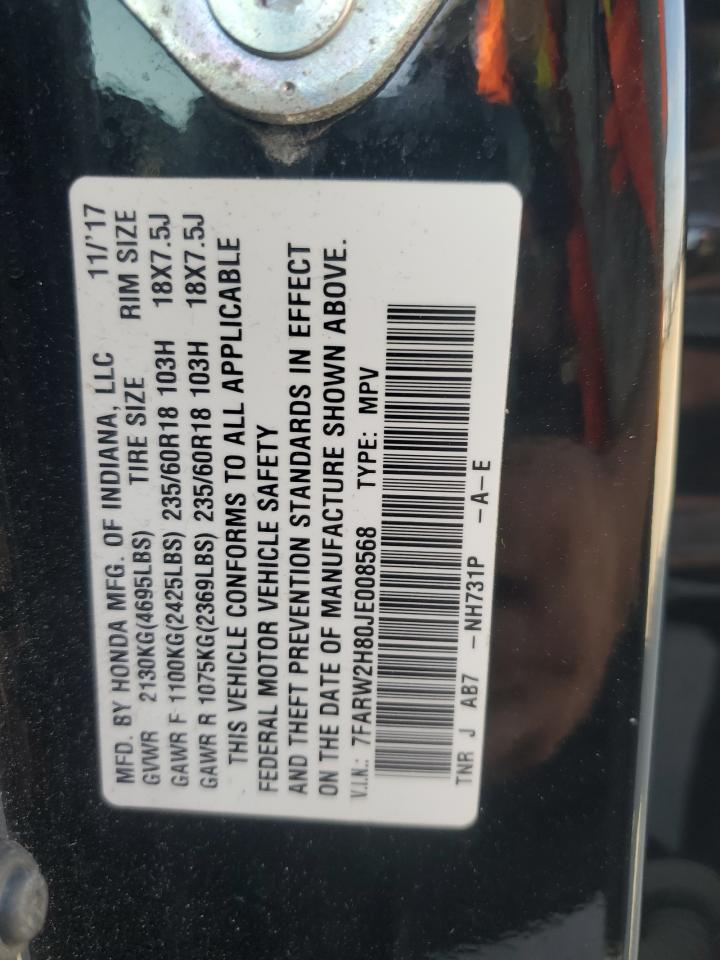 MFD. BY HONDA MFG. OF INDIANA, LLC 11/'17
GVWR 2130KG(4695LBS) TIRE SIZE RIM SIZE
GAWR F 1100KG(2425LBS) 235/60R18 103H 18X7.5J
GAWR R 1075KG(2369LBS) 235/60R18 103H 18X7.5J
THIS VEHICLE CONFORMS TO ALL APPLICABLE
FEDERAL MOTOR VEHICLE SAFETY
AND THEFT PREVENTION STANDARDS IN EFFECT
ON THE DATE OF MANUFACTURE SHOWN ABOVE.
V.I.N.: 7FARW2H80JE008568 TYPE: MPV
TNR J AB7 -NH731P -A-E